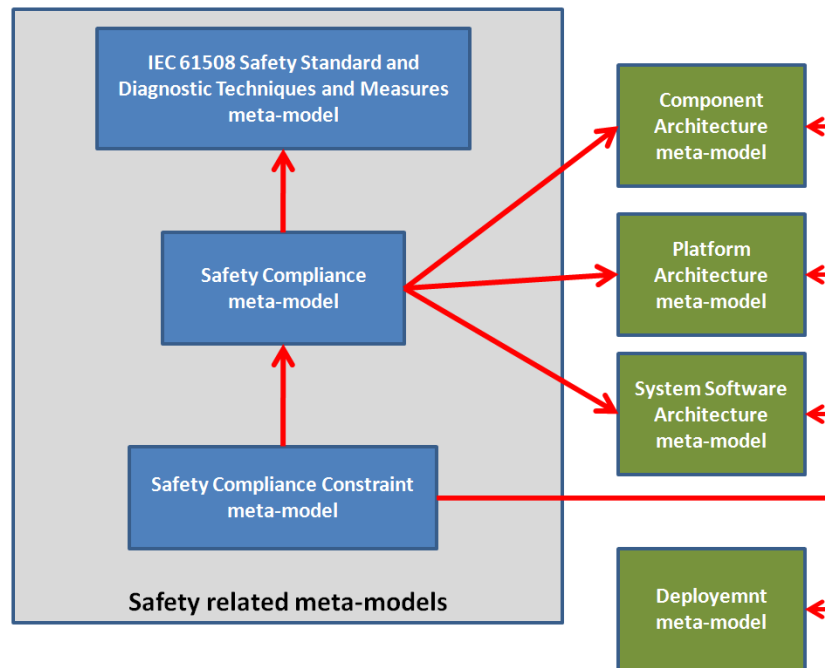 IEC 61508 Safety Standard and
Diagnostic Techniques and Measures
meta-model
Component
Architecture
meta-model
Safety Compliance
meta-model
Platform
Architecture
meta-model
System Software
Architecture
meta-model
Safety Compliance Constraint
meta-model
Safety related meta-models
Deployemnt
meta-model